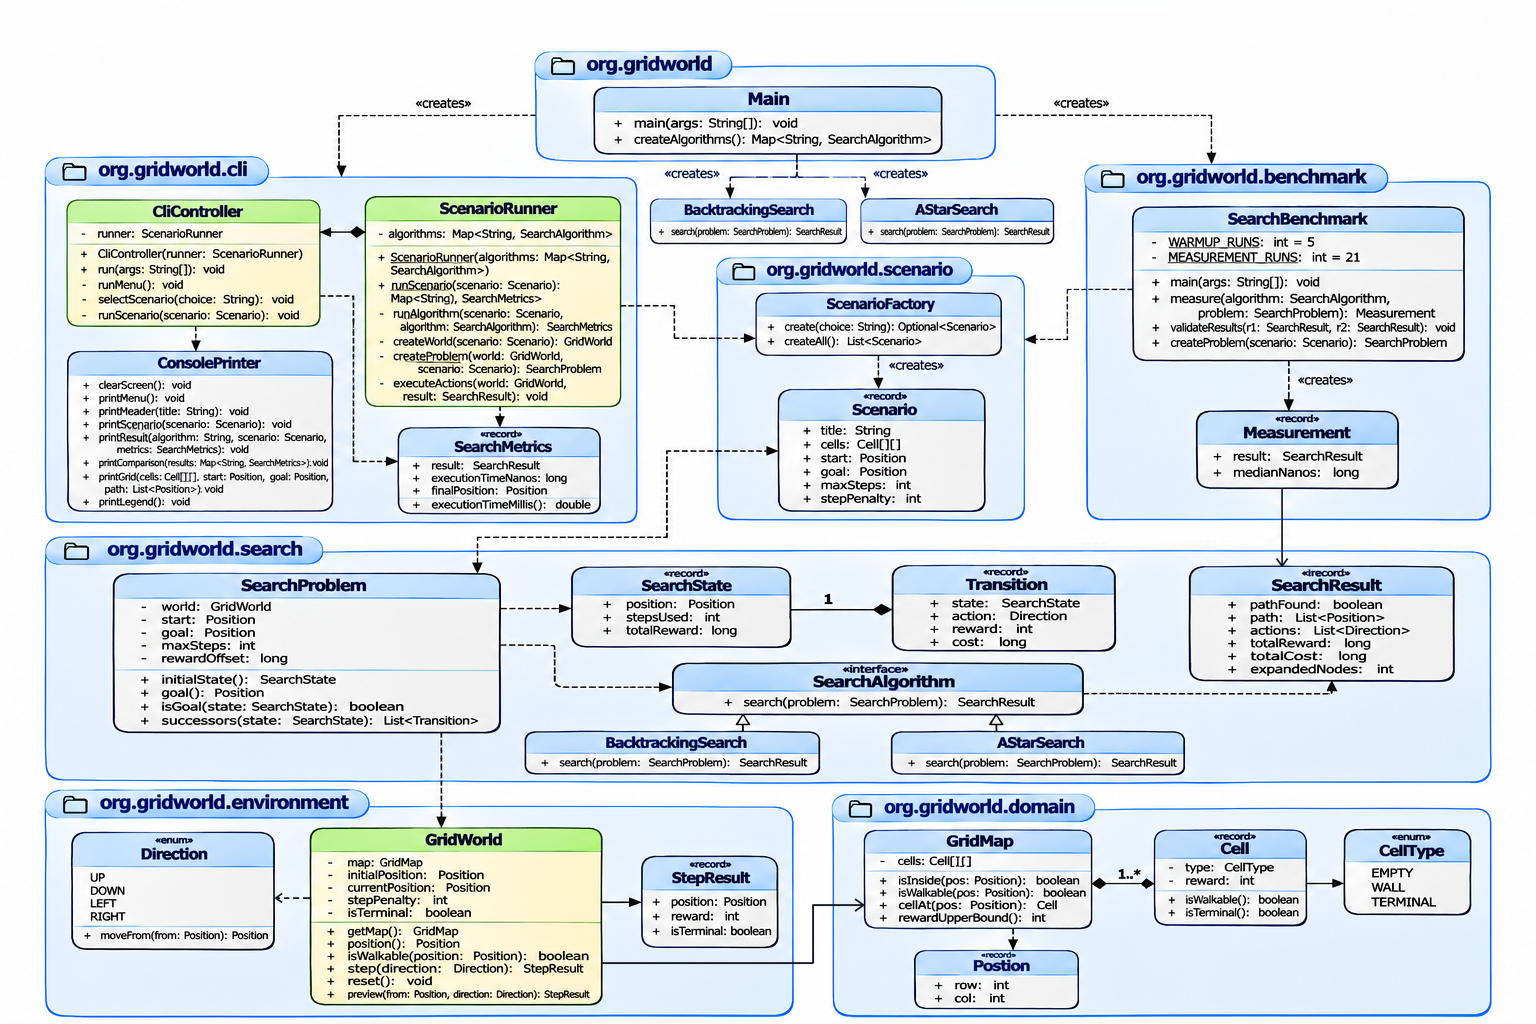 org.gridworld
Main
+ main(args: String[]): void
+ createAlgorithms(): Map<String, SearchAlgorithm>
«creates»
«creates»
«creates»
«creates»
BacktrackingSearch
+ search(problem: SearchProblem): SearchResult
AStarSearch
+ search(problem: SearchProblem): SearchResult
org.gridworld.cli
CliController
- runner: ScenarioRunner
+ CliController(runner: ScenarioRunner)
+ run(args: String[]): void
- runMenu(): void
- selectScenario(choice: String): void
- runScenario(scenario: Scenario): void
ScenarioRunner
- algorithms: Map<String, SearchAlgorithm>
+ ScenarioRunner(algorithms: Map<String,
SearchAlgorithm>)
+ runScenario(scenario: Scenario):
Map<String), SearchMetrics>
- runAlgorithm(scenario: Scenario,
algorithm: SearchAlgorithm): SearchMetrics
- createWorld(scenario: Scenario): GridWorld
- createProblem(world: GridWorld,
scenario: Scenario): SearchProblem
- executeActions(world: GridWorld,
result: SearchResult): void
ConsolePrinter
+ clearScreen(): void
+ printMenu(): void
+ printMeader(title: String): void
+ printScenario(scenario: Scenario): void
+ printResult(algorithm: String, scenario: Scenario,
metrics: SearchMetrics): void
+ printComparison(results: Map<String, SearchMetrics>): void
+ printGrid(cells: Cell[][], start: Position, goal: Position,
path: List<Position>): void
+ printLegend(): void
«record»
SearchMetrics
+ result: SearchResult
+ executionTimeNanos: long
+ finalPosition: Position
+ executionTimeMillis(): double
org.gridworld.scenario
ScenarioFactory
+ create(choice: String): Optional<Scenario>
+ createAll(): List<Scenario>
«creates»
«record»
Scenario
+ title: String
+ cells: Cell[][]
+ start: Position
+ goal: Position
+ maxSteps: int
+ stepPenalty: int
org.gridworld.benchmark
SearchBenchmark
- WARMUP_RUNS: int = 5
- MEASUREMENT_RUNS: int = 21
+ main(args: String[]): void
+ measure(algorithm: SearchAlgorithm,
problem: SearchProblem): Measurement
+ validateResults(r1: SearchResult, r2: SearchResult): void
+ createProblem(scenario: Scenario): SearchProblem
«creates»
«record»
Measurement
+ result: SearchResult
+ medianNanos: long
org.gridworld.search
SearchProblem
- world: GridWorld
- start: Position
- goal: Position
- maxSteps: int
- rewardOffset: long
+ initialState(): SearchState
+ goal(): Position
+ isGoal(state: SearchState): boolean
+ successors(state: SearchState): List<Transition>
«record»
SearchState
+ position: Position
+ stepsUsed: int
+ totalReward: long
1
«record»
Transition
+ state: SearchState
+ action: Direction
+ reward: int
+ cost: long
SearchResult
+ pathFound: boolean
+ path: List<Position>
+ actions: List<Direction>
+ totalReward: long
+ totalCost: long
+ expandedNodes: int
«interface»
SearchAlgorithm
+ search(problem: SearchProblem): SearchResult
BacktrackingSearch
+ search(problem: SearchProblem): SearchResult
AStarSearch
+ search(problem: SearchProblem): SearchResult
org.gridworld.environment
«enum»
Direction
UP
DOWN
LEFT
RIGHT
+ moveFrom(from: Position): Position
GridWorld
- map: GridMap
- initialPosition: Position
- currentPosition: Position
- stepPenalty: int
- isTerminal: boolean
+ getMap(): GridMap
+ position(): Position
+ isWalkable(position: Position): boolean
+ step(direction: Direction): StepResult
+ reset(): void
+ preview(from: Position, direction: Direction): StepResult
«record»
StepResult
+ position: Position
+ reward: int
+ isTerminal: boolean
org.gridworld.domain
GridMap
- cells: Cell[][]
+ isInside(pos: Position): boolean
+ isWalkable(pos: Position): boolean
+ cellAt(pos: Position): Cell
+ rewardUpperBound(): int
1..*
«record»
Cell
- type: CellType
- reward: int
+ isWalkable(): boolean
+ isTerminal(): boolean
«enum»
CellType
EMPTY
WALL
TERMINAL
«record»
Postion
+ row: int
+ col: int